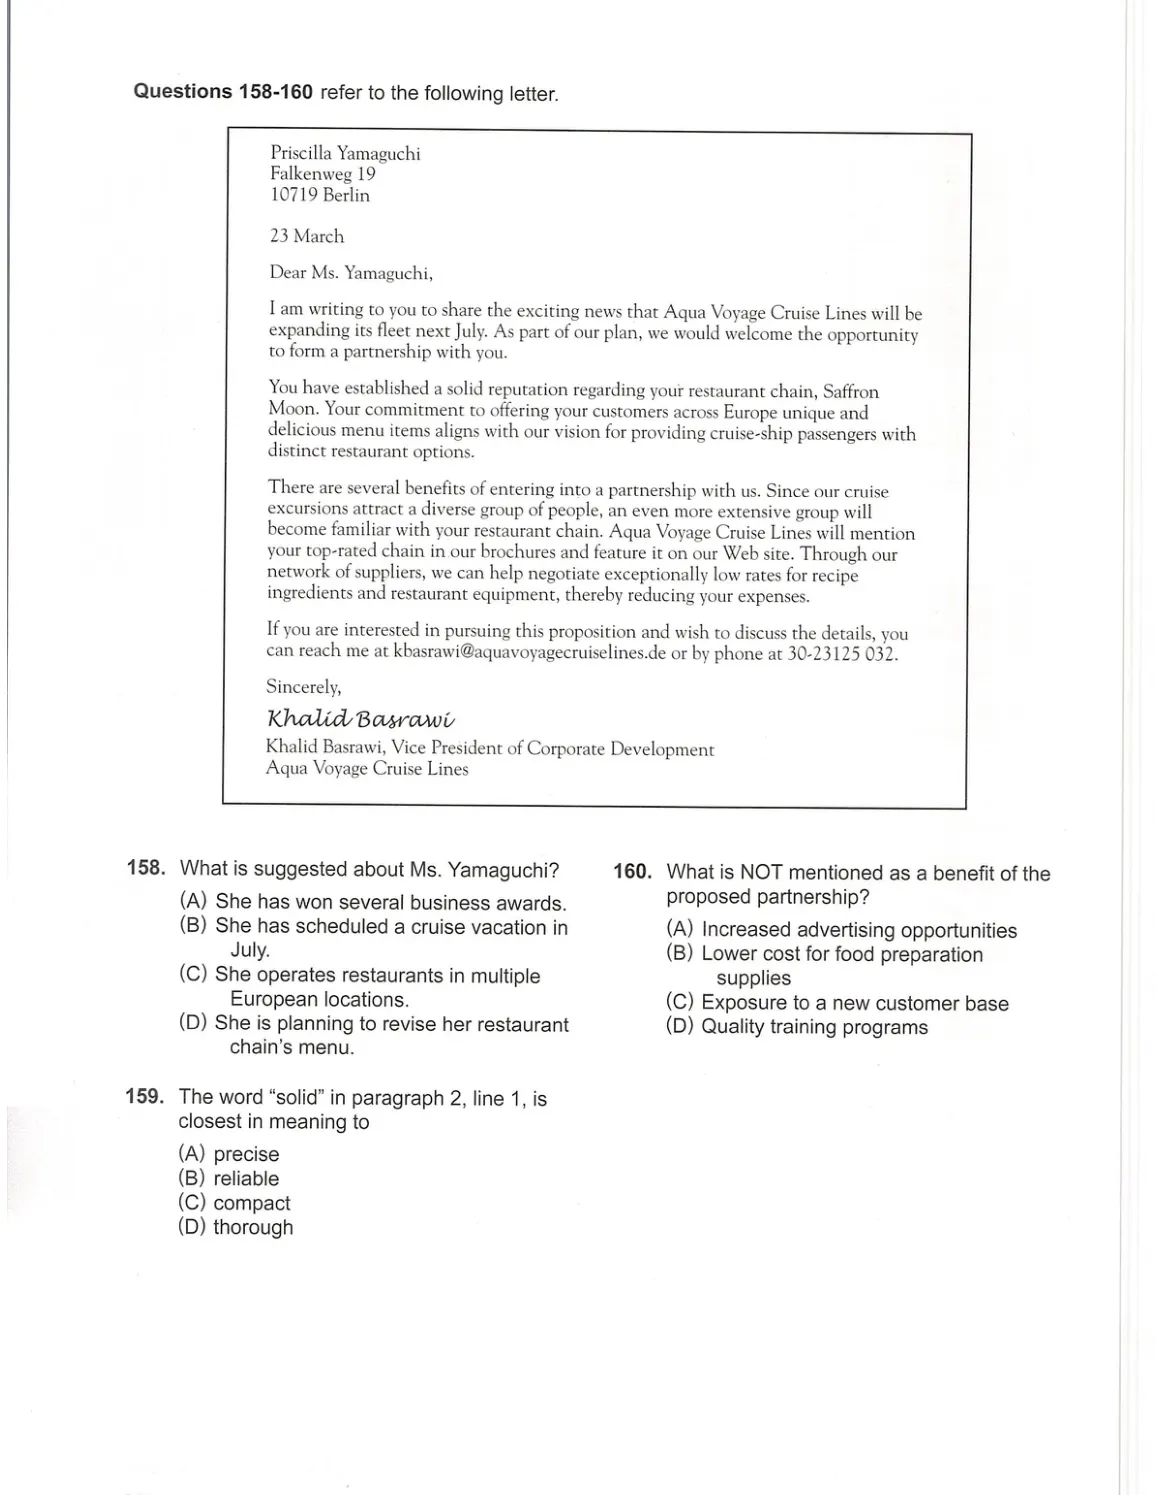 Questions 158-160 refer to the following letter.
Priscilla Yamaguchi
Falkenweg 19
10719 Berlin
23 March
Dear Ms. Yamaguchi,
I am writing to you to share the exciting news that Aqua Voyage Cruise Lines will be
expanding its fleet next July. As part of our plan, we would welcome the opportunity
to form a partnership with you.
You have established a solid reputation regarding your restaurant chain, Saffron
Moon. Your commitment to offering your customers across Europe unique and
delicious menu items aligns with our vision for providing cruise-ship passengers with
distinct restaurant options.
There are several benefits of entering into a partnership with us. Since our cruise
excursions attract a diverse group of people, an even more extensive group will
become familiar with your restaurant chain. Aqua Voyage Cruise Lines will mention
your top-rated chain in our brochures and feature it on our Web site. Through our
network of suppliers, we can help negotiate exceptionally low rates for recipe
ingredients and restaurant equipment, thereby reducing your expenses.
If you are interested in pursuing this proposition and wish to discuss the details, you
can reach me at kbasrawi@aquavoyagecruiselines.de or by phone at 30-23125 032.
Sincerely,
Khalid Basrawi
Khalid Basrawi, Vice President of Corporate Development
Aqua Voyage Cruise Lines
158. What is suggested about Ms. Yamaguchi?
(A) She has won several business awards.
(B) She has scheduled a cruise vacation in
July.
(C) She operates restaurants in multiple
European locations.
(D) She is planning to revise her restaurant
chain's menu.
159. The word "solid" in paragraph 2, line 1, is
closest in meaning to
(A) precise
(B) reliable
(C) compact
(D) thorough
160. What is NOT mentioned as a benefit of the
proposed partnership?
(A) Increased advertising opportunities
(B) Lower cost for food preparation
supplies
(C) Exposure to a new customer base
(D) Quality training programs